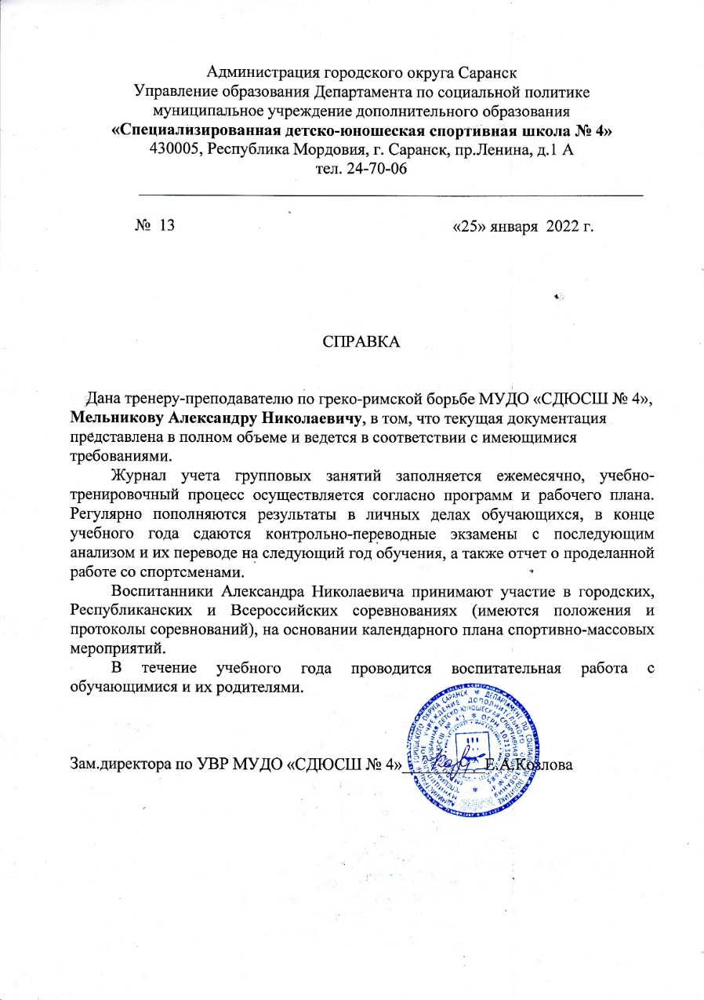 Администрация городского округа Саранск
Управление образования Департамента по социальной политике
муниципальное учреждение дополнительного образования
«Специализированная детско-юношеская спортивная школа № 4»
430005, Республика Мордовия, г. Саранск, пр.Ленина, д.1 А
тел. 24-70-06
№ 13 «25» января 2022 г.
СПРАВКА
Дана тренеру-преподавателю по греко-римской борьбе МУДО «СДЮСШ № 4»,
Мельникову Александру Николаевичу, в том, что текущая документация
представлена в полном объеме и ведется в соответствии с имеющимися
требованиями.
Журнал учета групповых занятий заполняется ежемесячно, учебно-
тренировочный процесс осуществляется согласно программ и рабочего плана.
Регулярно пополняются результаты в личных делах обучающихся, в конце
учебного года сдаются контрольно-переводные экзамены с последующим
анализом и их переводе на следующий год обучения, а также отчет о проделанной
работе со спортсменами.
Воспитанники Александра Николаевича принимают участие в городских,
Республиканских и Всероссийских соревнованиях (имеются положения и
протоколы соревнований), на основании календарного плана спортивно-массовых
мероприятий.
В течение учебного года проводится воспитательная работа с
обучающимися и их родителями.
Зам.директора по УВР МУДО «СДЮСШ № 4» Е.А.Козлова